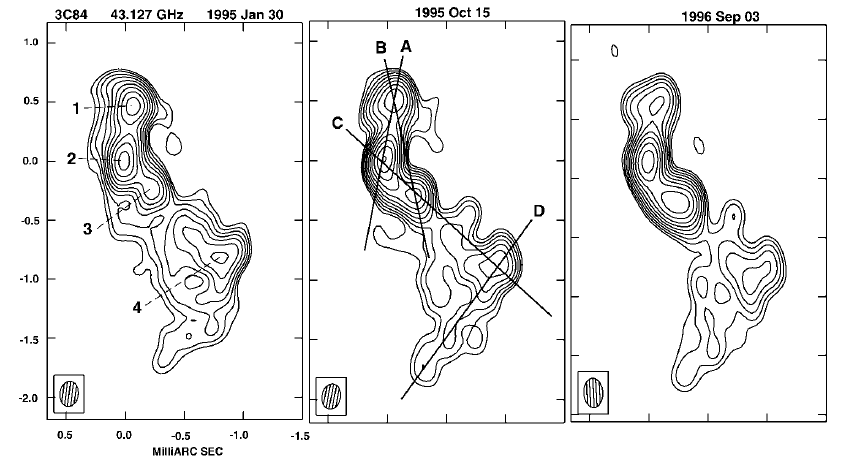 3C84 43.127 GHz 1995 Jan 30
1995 Oct 15
1996 Sep 03
1.0
0.5
0.0
-0.5
-1.0
-1.5
-2.0
1
2
3
4
B A
C
D
0.5 0.0 -0.5 -1.0 -1.5
MilliARC SEC